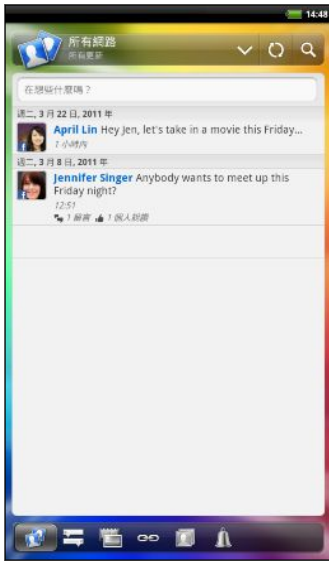 14:48
所有網路
所有更新
在想些什麼嗎？
週二, 3 月 22 日, 2011 年
April Lin Hey Jen, let's take in a movie this Friday...
1 小時內
週二, 3 月 8 日, 2011 年
Jennifer Singer Anybody wants to meet up this
Friday night?
12:51
1 留言 1 個人說讚